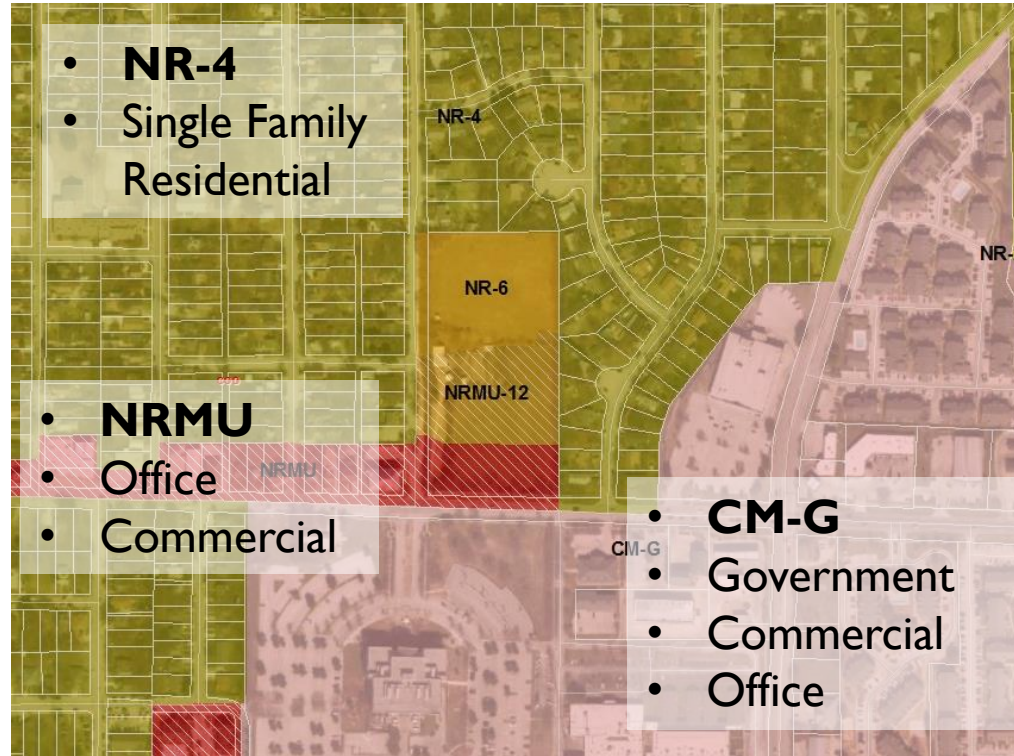 • NR-4
• Single Family
Residential
NR-4
NR-6
NR-
NRMU-12
• NRMU
• Office
• Commercial
NRMU
CM-G
• CM-G
• Government
• Commercial
• Office